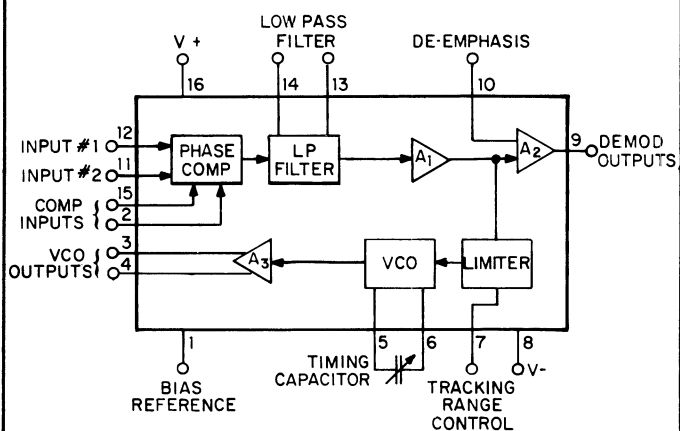 LOW PASS
FILTER
V +
DE-EMPHASIS
16
14
13
10
12
INPUT #1
11
INPUT #2
PHASE
COMP
LP
FILTER
A1
A2
9
DEMOD
OUTPUTS
15
COMP
INPUTS
2
3
VCO
OUTPUTS
4
A3
VCO
LIMITER
1
5
6
7
8
V-
BIAS
REFERENCE
TIMING
CAPACITOR
TRACKING
RANGE
CONTROL